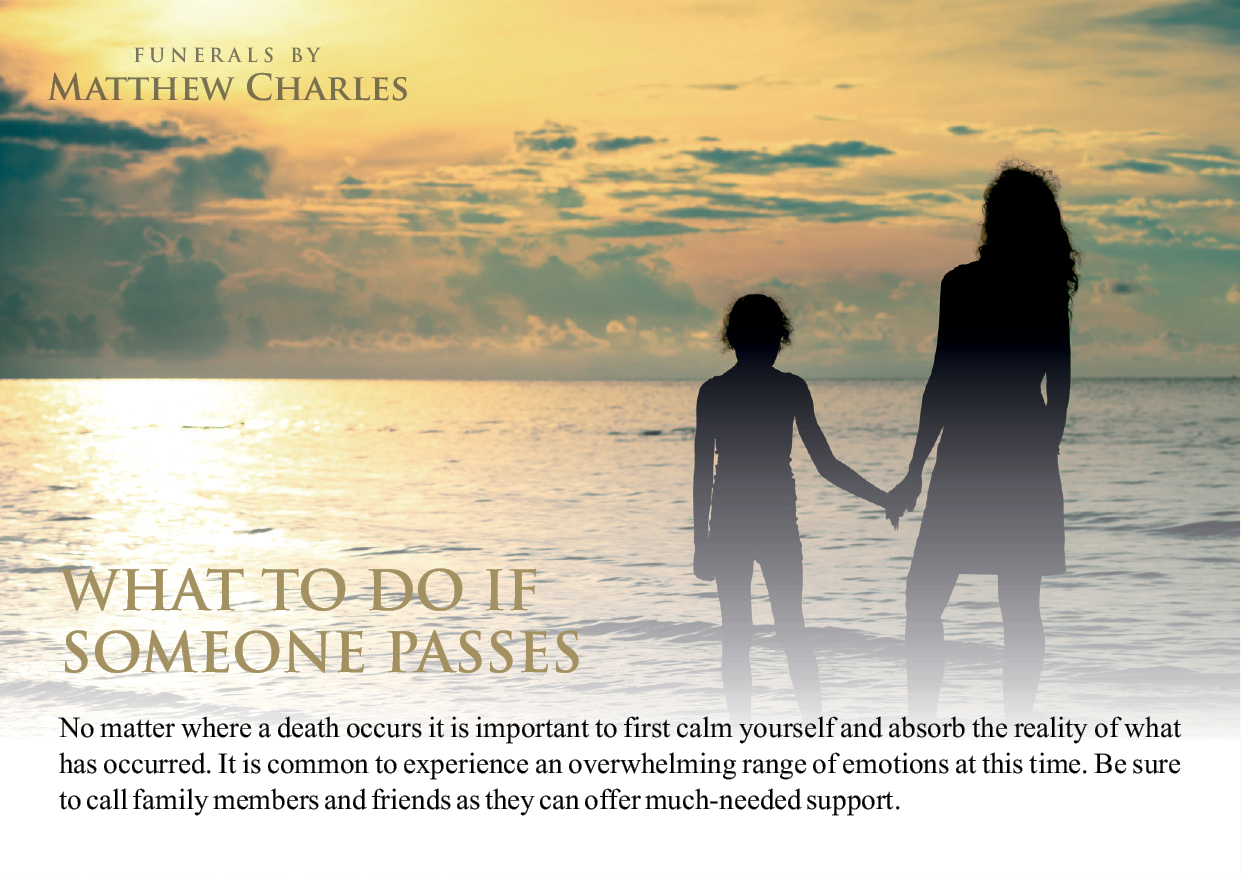 FUNERALS BY
MATTHEW CHARLES
WHAT TO DO IF
SOMEONE PASSES
No matter where a death occurs it is important to first calm yourself and absorb the reality of what
has occurred. It is common to experience an overwhelming range of emotions at this time. Be sure
to call family members and friends as they can offer much-needed support.